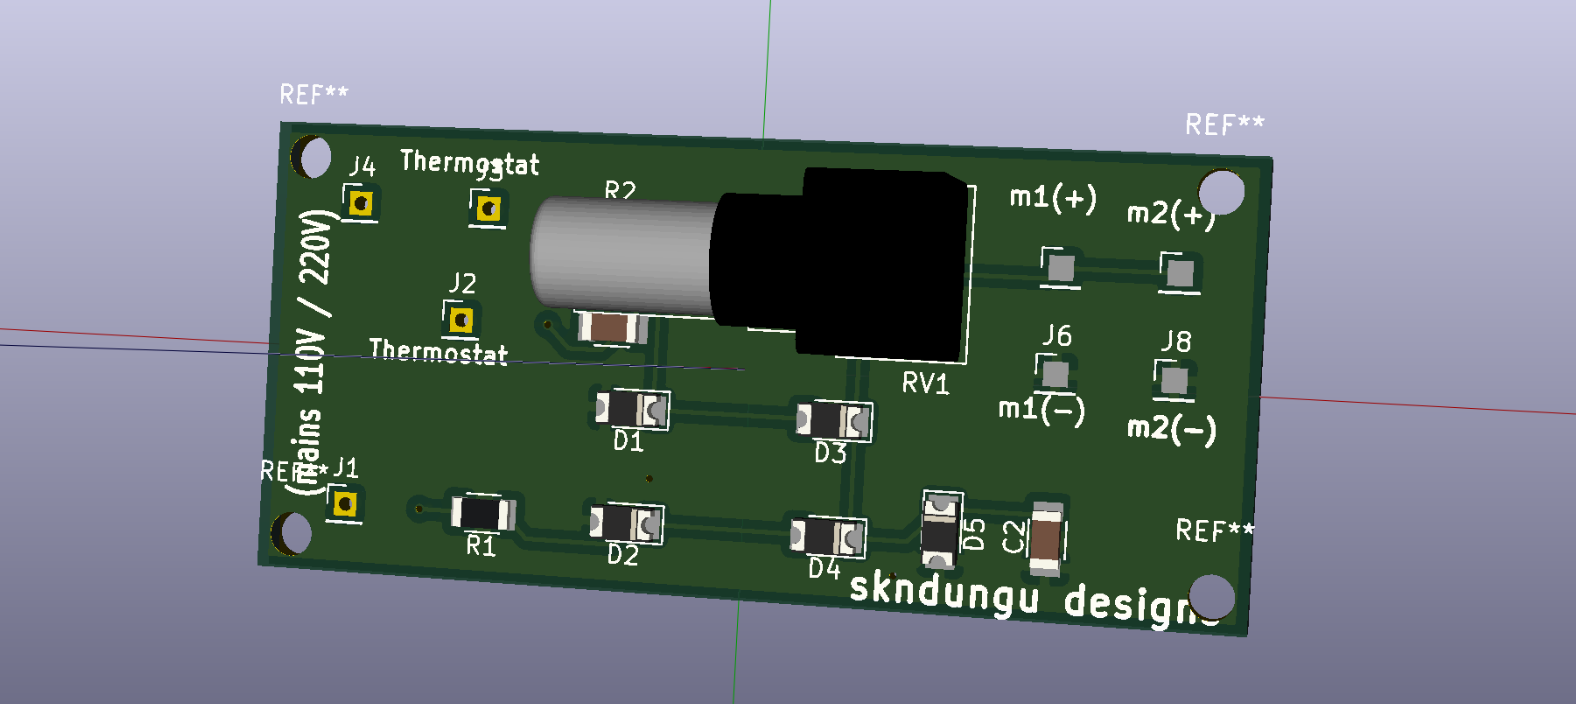 REF**
REF**
J4
Thermostat
R2
m1(+)
m2(+)
(mains 110V / 220V)
J2
Thermostat
J6
J8
RV1
m1(-)
m2(-)
D1
D3
REF**
J1
R1
D2
D4
D5
C2
REF**
skndungu design